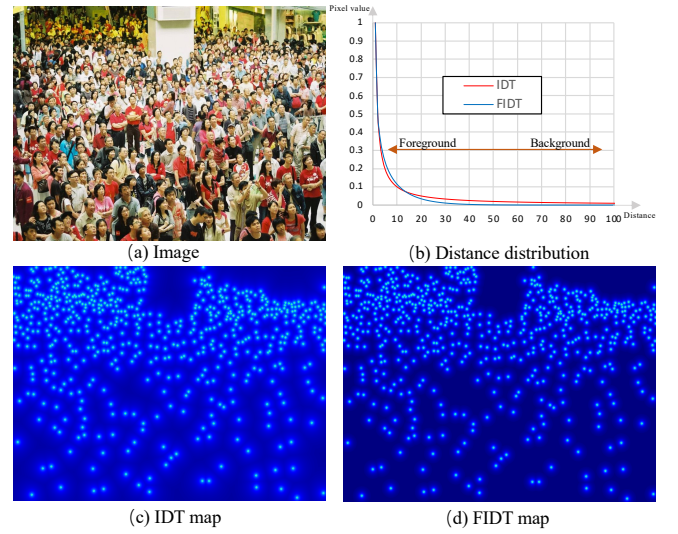 Pixel value
1
0.9
0.8
0.7
0.6
0.5
0.4
0.3
0.2
0.1
0
IDT
FIDT
Foreground
Background
0 10 20 30 40 50 60 70 80 90 100
Distance
(a) Image
(b) Distance distribution
(c) IDT map
(d) FIDT map